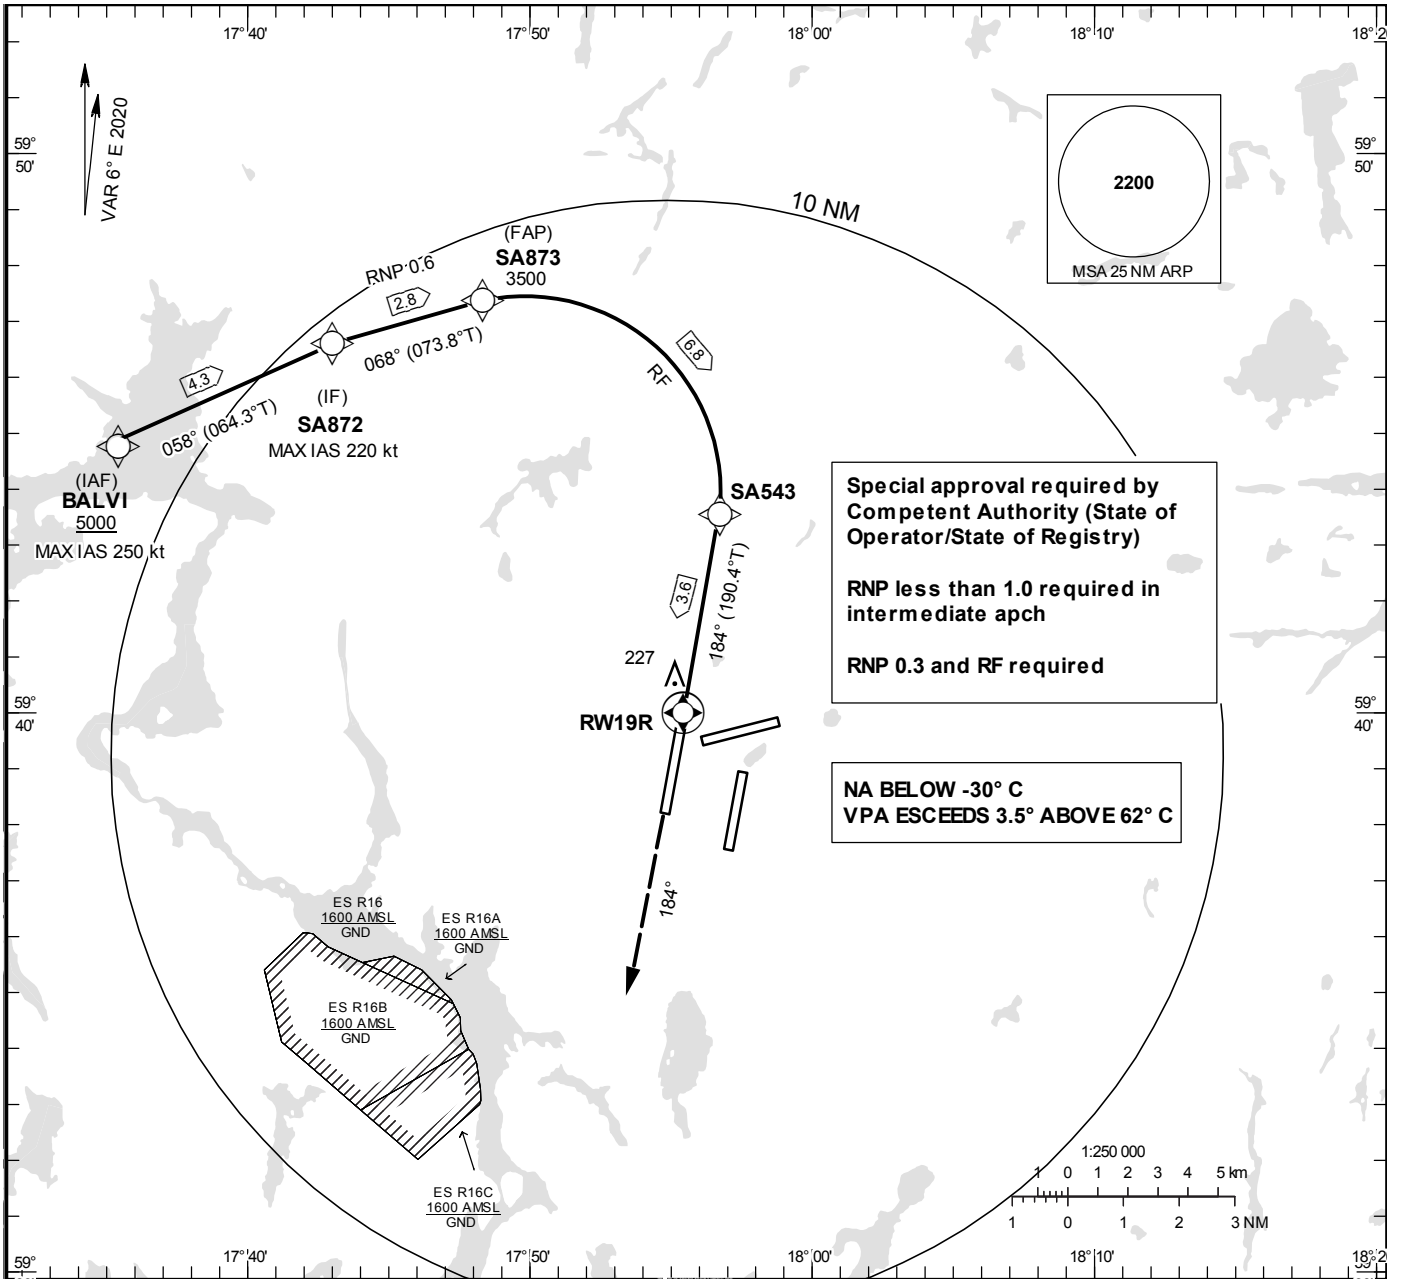 17°40'
17°50'
18°00'
18°10'
59°
50'
59°
50'
VAR 6° E 2020
2200
MSA 25 NM ARP
10 NM
(FAP)
SA873
3500
RNP 0.6
2.8
068° (073.8°T)
4.3
058° (064.3°T)
(IF)
SA872
MAX IAS 220 kt
6.8
RF
(IAF)
BALVI
5000
MAX IAS 250 kt
SA543
3.6
184° (190.4°T)
Special approval required by
Competent Authority (State of
Operator/State of Registry)
RNP less than 1.0 required in
intermediate apch
RNP 0.3 and RF required
227
RW19R
59°
40'
59°
40'
NA BELOW -30° C
VPA ESCEEDS 3.5° ABOVE 62° C
184°
ES R16
1600 AMSL
GND
ES R16A
1600 AMSL
GND
ES R16B
1600 AMSL
GND
ES R16C
1600 AMSL
GND
1:250 000
1 0 1 2 3 4 5 km
1 0 1 2 3 NM
59°
17°40'
17°50'
18°00'
18°10'